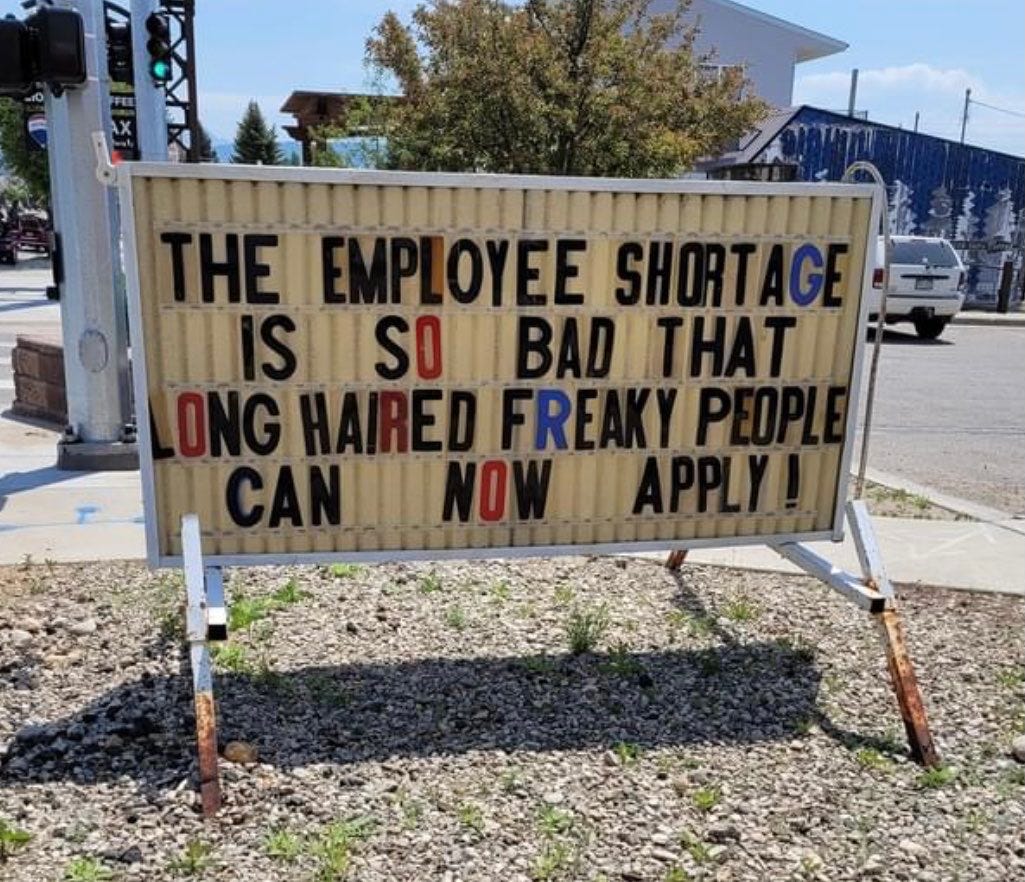 THE EMPLOYEE SHORTAGE
IS SO BAD THAT
LONG HAIRED FREAKY PEOPLE
CAN NOW APPLY!